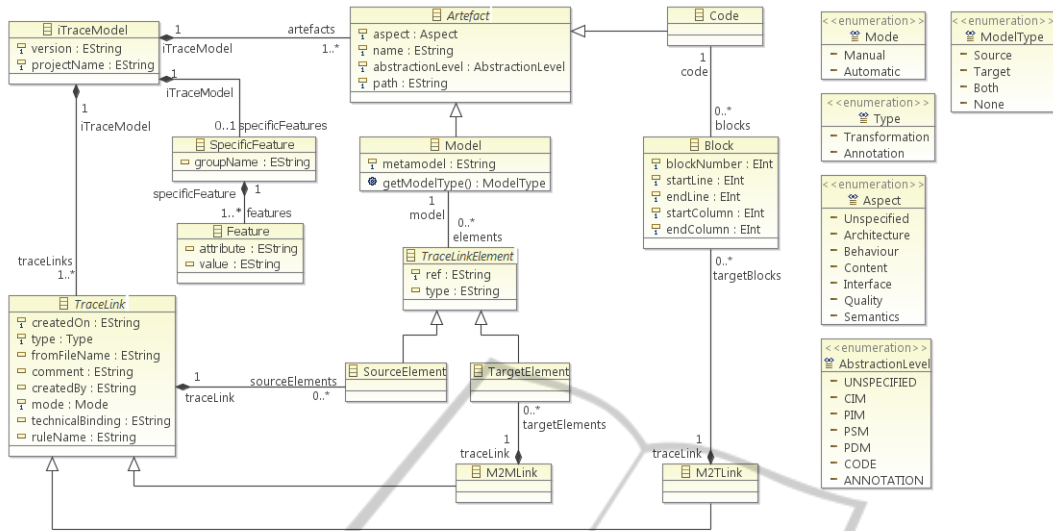 iTraceModel
version : EString
projectName : EString
1
iTraceModel
artefacts
1..*
Artefact
aspect : Aspect
name : EString
abstractionLevel : AbstractionLevel
path : EString
Code
1
code
1
iTraceModel
0..1 specificFeatures
SpecificFeature
groupName : EString
specificFeature
1
1..* features
Feature
attribute : EString
value : EString
1
iTraceModel
traceLinks
1..*
Model
metamodel : EString
getModelType() : ModelType
1
model
0..*
elements
TraceLinkElement
ref : EString
type : EString
0..*
blocks
Block
blockNumber : EInt
startLine : EInt
endLine : EInt
startColumn : EInt
endColumn : EInt
0..*
targetBlocks
TraceLink
createdOn : EString
type : Type
fromFileName : EString
comment : EString
createdBy : EString
mode : Mode
technicalBinding : EString
ruleName : EString
1
traceLink
sourceElements
0..*
SourceElement
TargetElement
0..*
targetElements
1
traceLink
M2MLink
1
traceLink
M2TLink
<<enumeration>>
Mode
Manual
Automatic
<<enumeration>>
ModelType
Source
Target
Both
None
<<enumeration>>
Type
Transformation
Annotation
<<enumeration>>
Aspect
Unspecified
Architecture
Behaviour
Content
Interface
Quality
Semantics
<<enumeration>>
AbstractionLevel
UNSPECIFIED
CIM
PIM
PSM
PDM
CODE
ANNOTATION